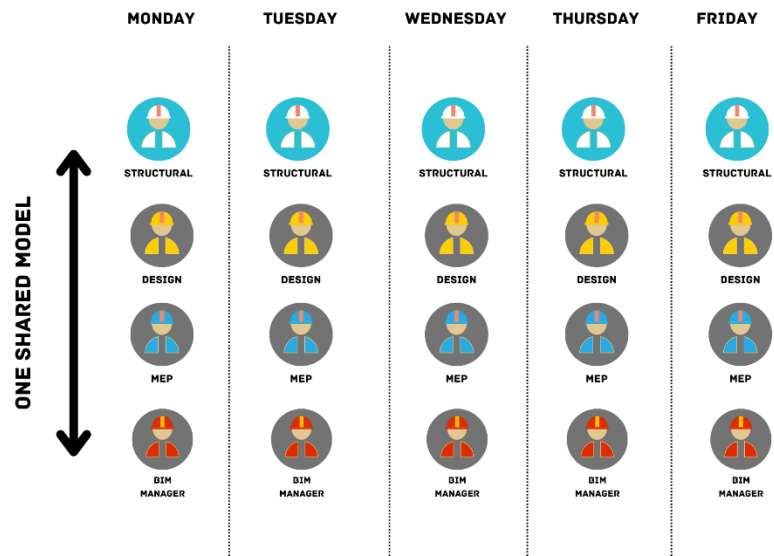 MONDAY TUESDAY WEDNESDAY THURSDAY FRIDAY
ONE SHARED MODEL
STRUCTURAL STRUCTURAL STRUCTURAL STRUCTURAL STRUCTURAL
DESIGN DESIGN DESIGN DESIGN DESIGN
MEP MEP MEP MEP MEP
BIM BIM BIM BIM BIM
MANAGER MANAGER MANAGER MANAGER MANAGER